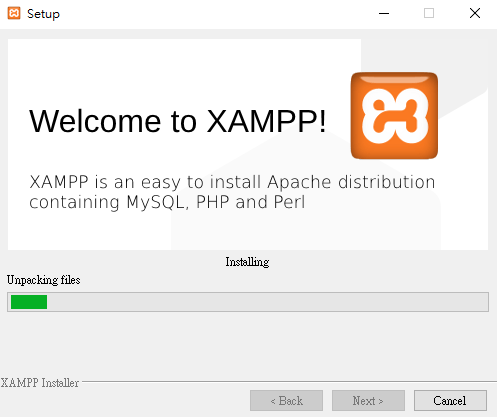 Setup
Welcome to XAMPP!
XAMPP is an easy to install Apache distribution
containing MySQL, PHP and Perl
Installing
Unpacking files
XAMPP Installer
< Back
Next >
Cancel